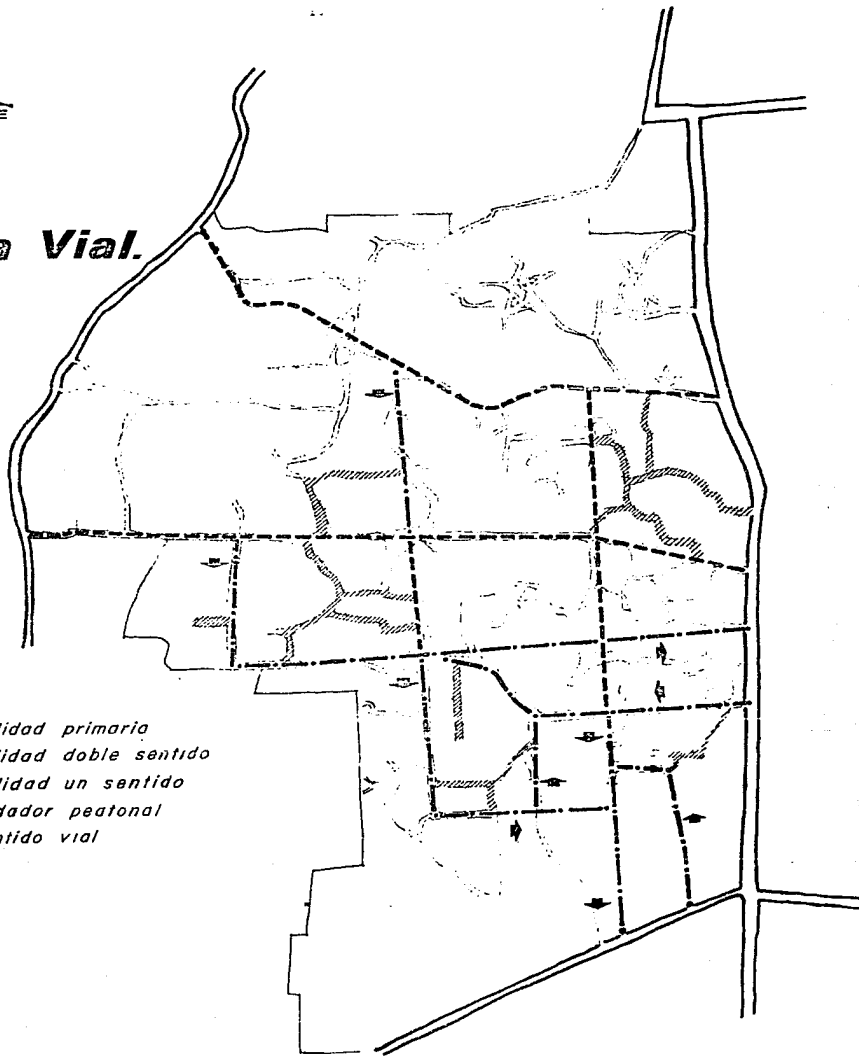 a Vial.
lidad primaria
lidad doble sentido
lidad un sentido
dador peatonal
ntido vial